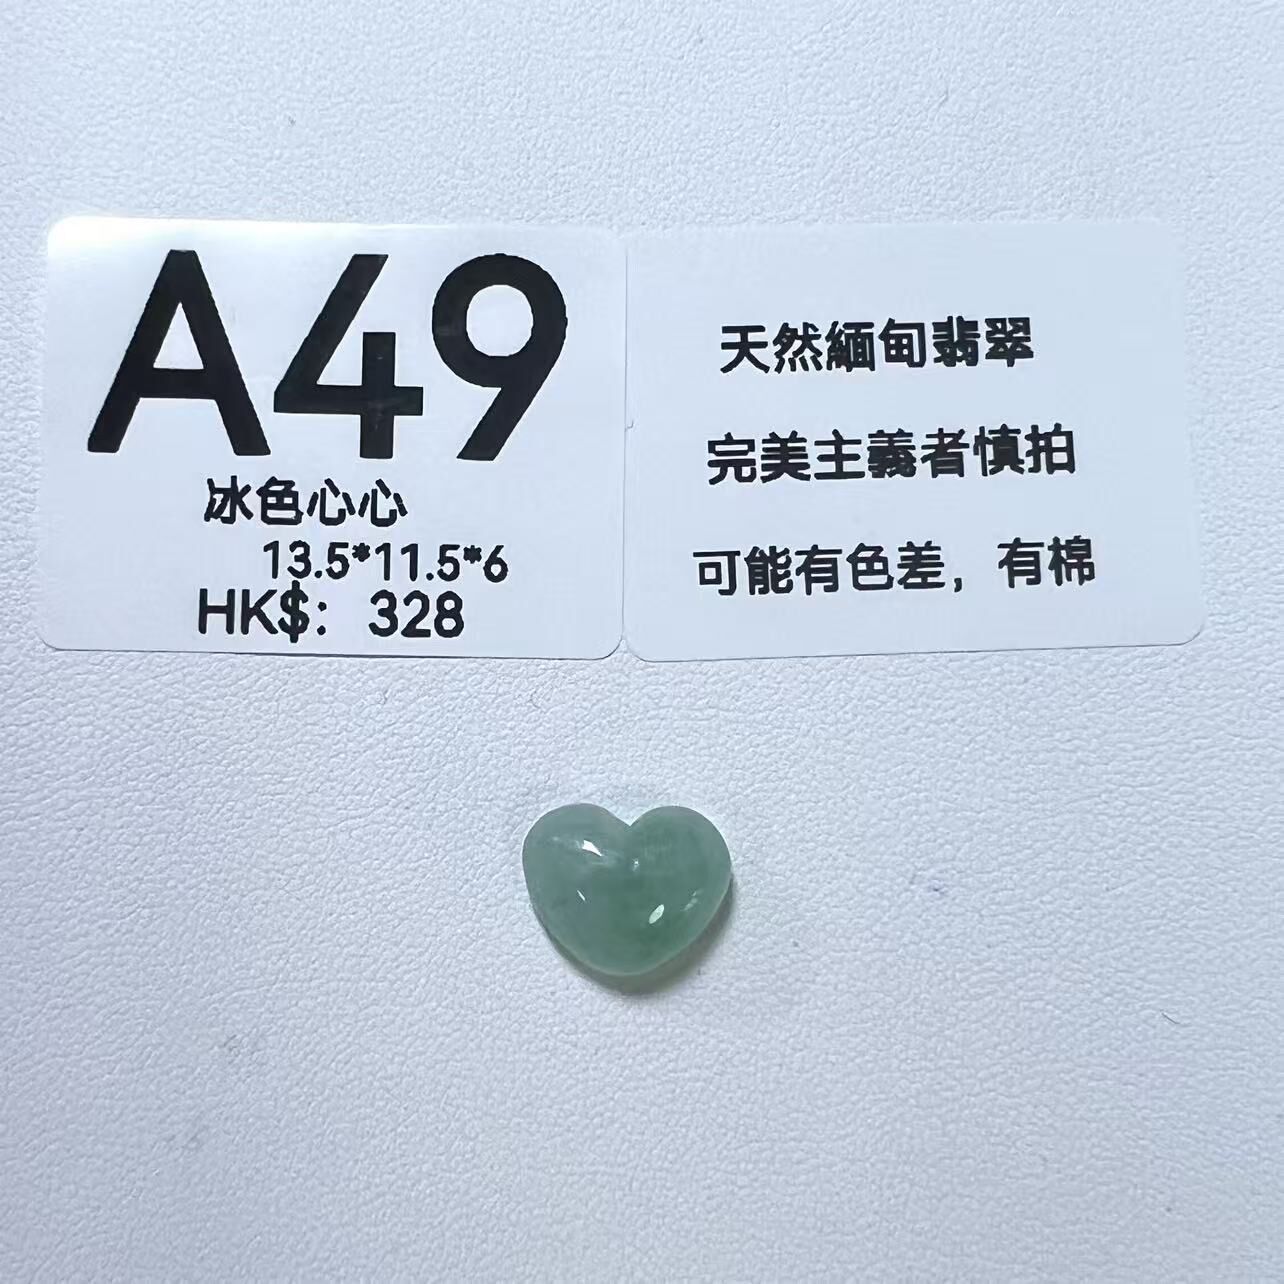 A49
冰色心心
13.5*11.5*6
HK$：328
天然緬甸翡翠
完美主義者慎拍
可能有色差，有棉